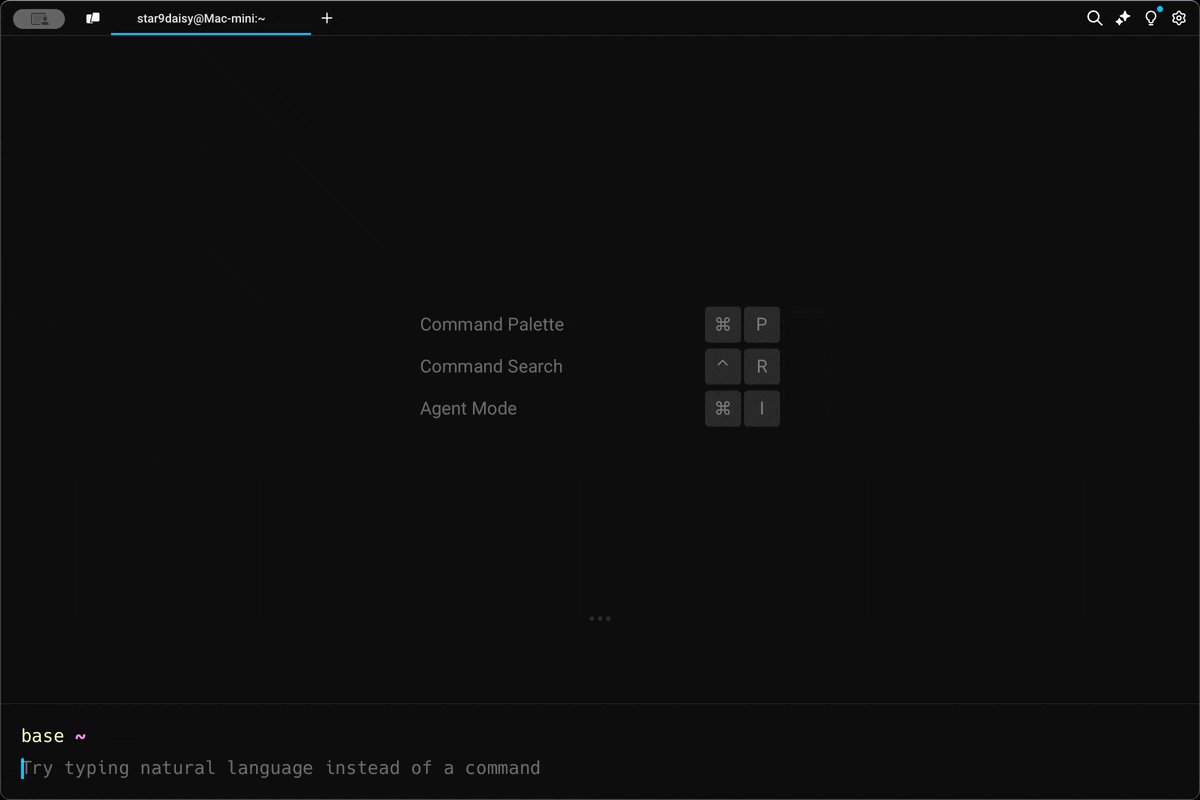 star9daisy@Mac-mini:~ +
Command Palette ⌘ P
Command Search ^ R
Agent Mode ⌘ I
base ~
Try typing natural language instead of a command